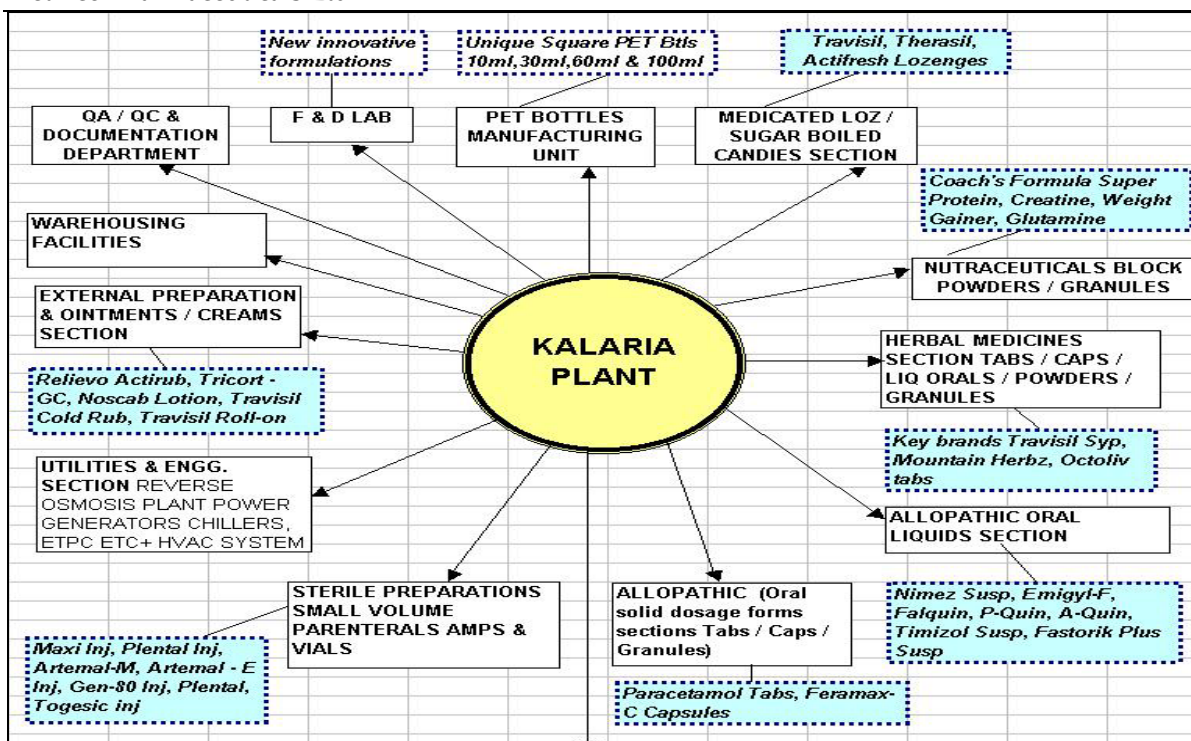 New innovative
formulations
Unique Square PET Btls
10ml,30ml,60ml & 100ml
Travisil, Therasil,
Actifresh Lozenges
QA / QC &
DOCUMENTATION
DEPARTMENT
F & D LAB
PET BOTTLES
MANUFACTURING
UNIT
MEDICATED LOZ /
SUGAR BOILED
CANDIES SECTION
Coach's Formula Super
Protein, Creatine, Weight
Gainer, Glutamine
WAREHOUSING
FACILITIES
NUTRACEUTICALS BLOCK
POWDERS / GRANULES
EXTERNAL PREPARATION
& OINTMENTS / CREAMS
SECTION
KALARIA
PLANT
HERBAL MEDICINES
SECTION TABS / CAPS /
LIQ ORALS / POWDERS /
GRANULES
Relievo Actirub, Tricort -
GC, Noscab Lotion, Travisil
Cold Rub, Travisil Roll-on
Key brands Travisil Syp,
Mountain Herbz, Octoliv
tabs
UTILITIES & ENGG.
SECTION REVERSE
OSMOSIS PLANT POWER
GENERATORS CHILLERS,
ETPC ETC+ HVAC SYSTEM
ALLOPATHIC ORAL
LIQUIDS SECTION
STERILE PREPARATIONS
SMALL VOLUME
PARENTERALS AMPS &
VIALS
ALLOPATHIC (Oral
solid dosage forms
sections Tabs / Caps /
Granules)
Nimez Susp, Emigyl-F,
Falquin, P-Quin, A-Quin,
Timizol Susp, Fastorik Plus
Susp
Maxi Inj, Plental Inj,
Artemal-M, Artemal - E
Inj, Gen-80 Inj, Plental,
Togesic inj
Paracetamol Tabs, Feramax-
C Capsules